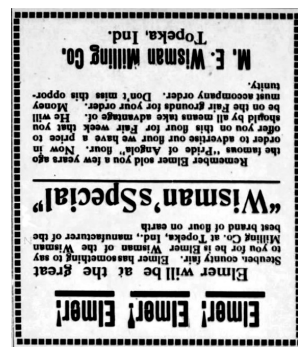 Elmer! Elmer! Elmer!
Elmer will be at the great
Steuben county fair. Elmer has something to say
to you for he is Elmer Wisman of the Wisman
Milling Co. at Topeka, Ind., manufacturer of the
best brand of flour on earth
"Wisman'sSpecial"
Remember Elmer sold you a few years ago
the famous "Pride of Angola" flour. Now in
order to advertise our flour we have a price to
offer you on this flour for Fair week that you
should by all means take advantage of. He will
be on the Fair grounds for your order. Money
must accompany order. Don't miss this oppor-
tunity.
M. E. Wisman Milling Co.
Topeka, Ind.